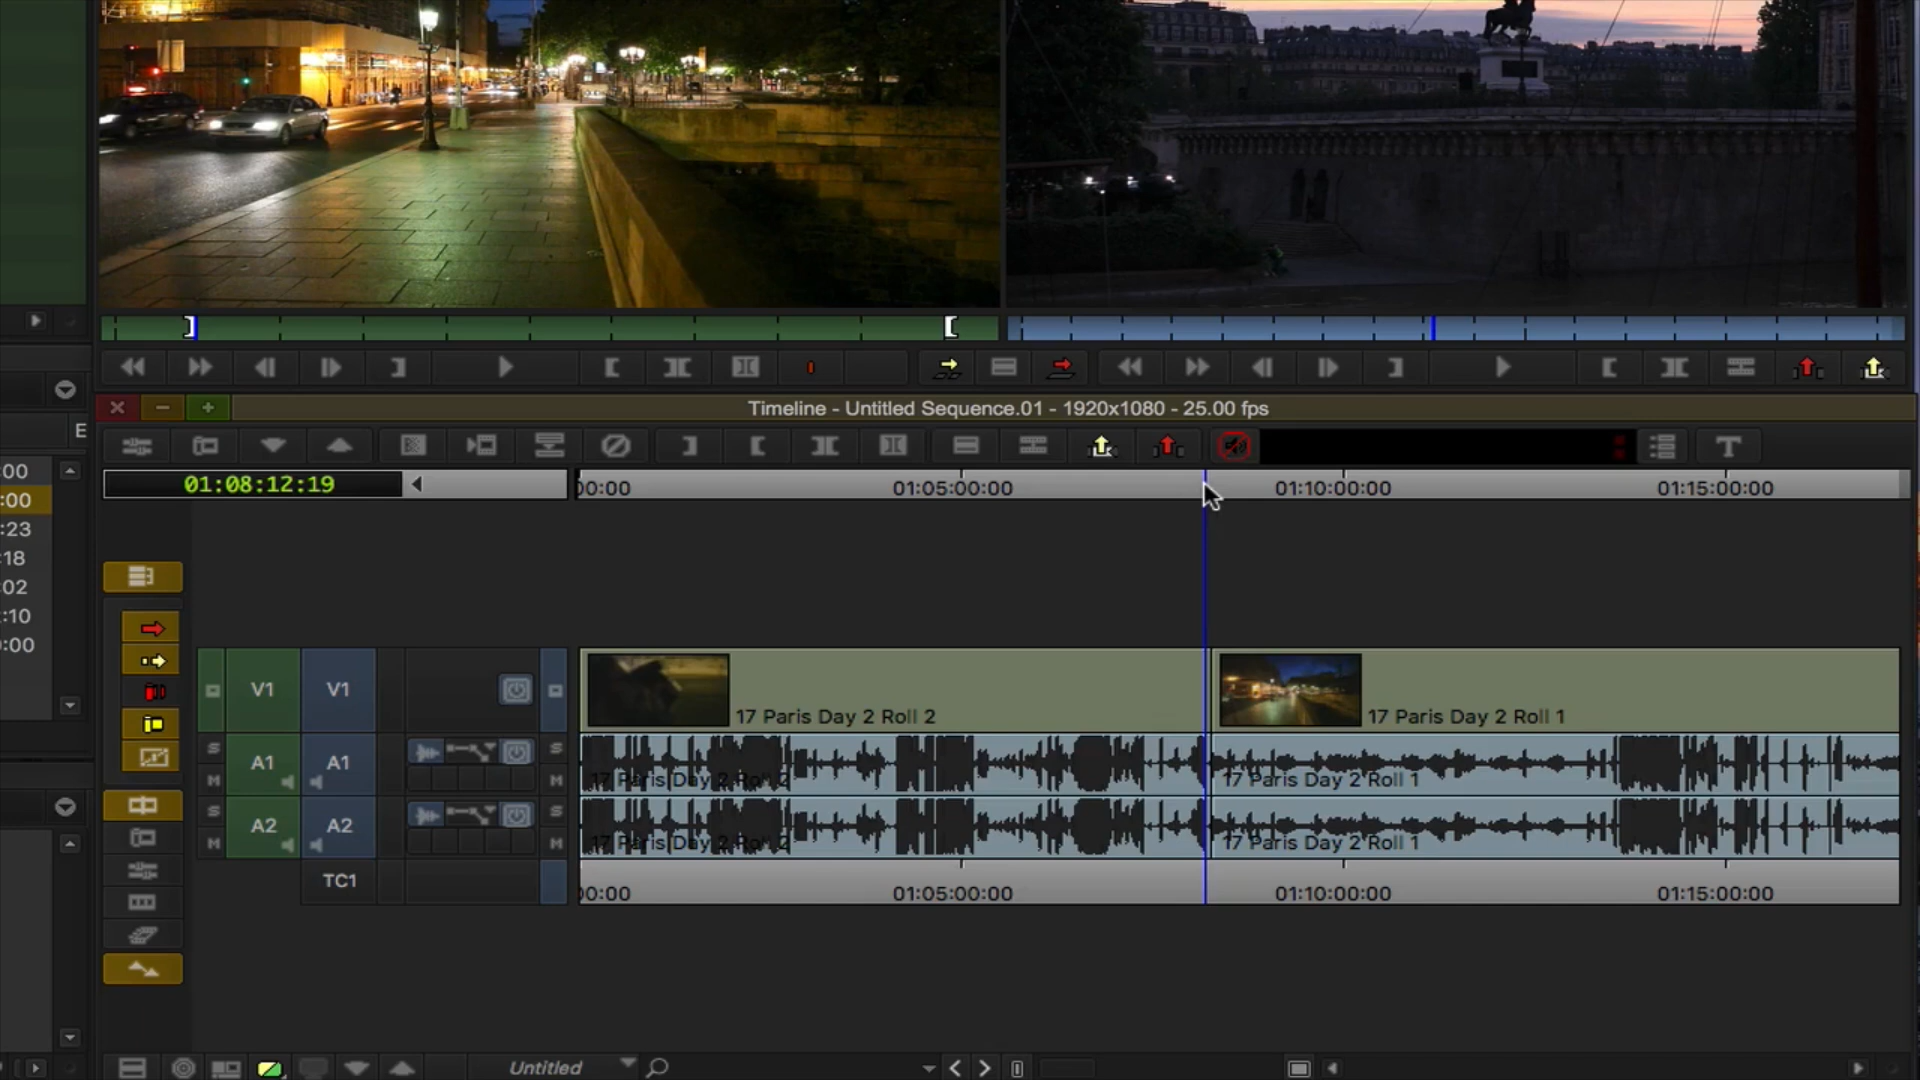 Timeline - Untitled Sequence.01 - 1920x1080 - 25.00 fps
E
T
:00
:00
:23
:18
:02
:10
:00
01:08:12:19
00:00
01:05:00:00
01:10:00:00
01:15:00:00
V1
V1
17 Paris Day 2 Roll 2
17 Paris Day 2 Roll 1
S
M
A1
A1
S
M
17 Paris Day 2 Roll 2
17 Paris Day 2 Roll 1
S
M
A2
A2
S
M
17 Paris Day 2 Roll 2
17 Paris Day 2 Roll 1
TC1
00:00
01:05:00:00
01:10:00:00
01:15:00:00
Untitled